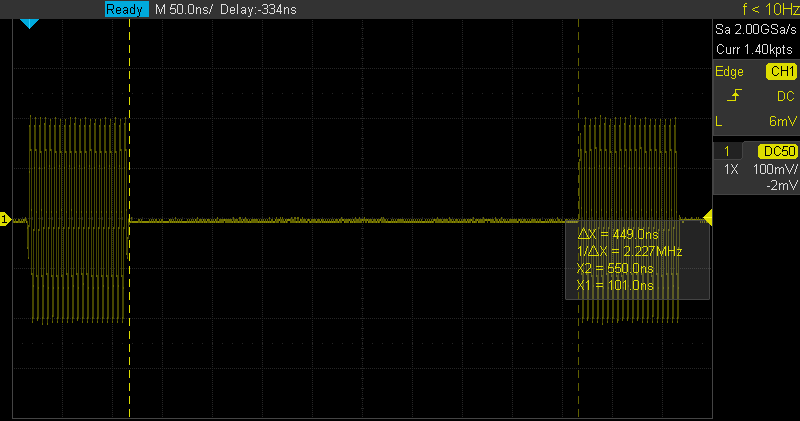 Ready M 50.0ns/ Delay:-334ns f < 10Hz
Sa 2.00GSa/s
Curr 1.40kpts
Edge CH1
DC
L 6mV
1 DC50
1X 100mV/
-2mV
1
ΔX = 449.0ns
1/ΔX = 2.227MHz
X2 = 550.0ns
X1 = 101.0ns